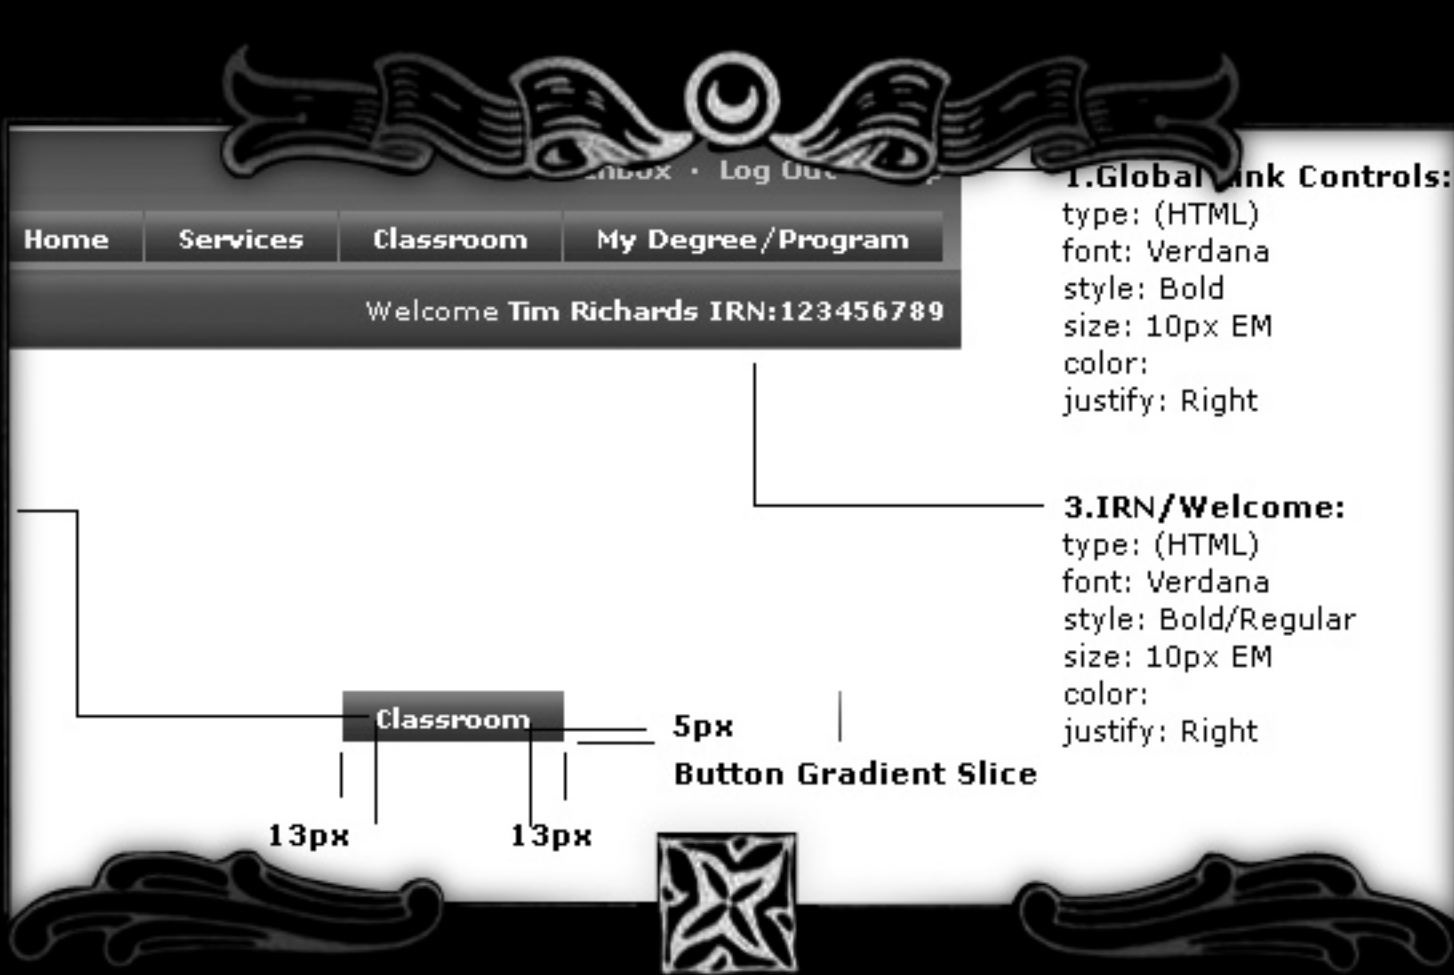 Log Out
1.Global Link Controls:
Home Services Classroom My Degree/Program
Welcome Tim Richards IRN:123456789
type: (HTML)
font: Verdana
style: Bold
size: 10px EM
color:
justify: Right
3.IRN/Welcome:
type: (HTML)
font: Verdana
style: Bold/Regular
size: 10px EM
color:
justify: Right
Classroom
5px
Button Gradient Slice
13px 13px